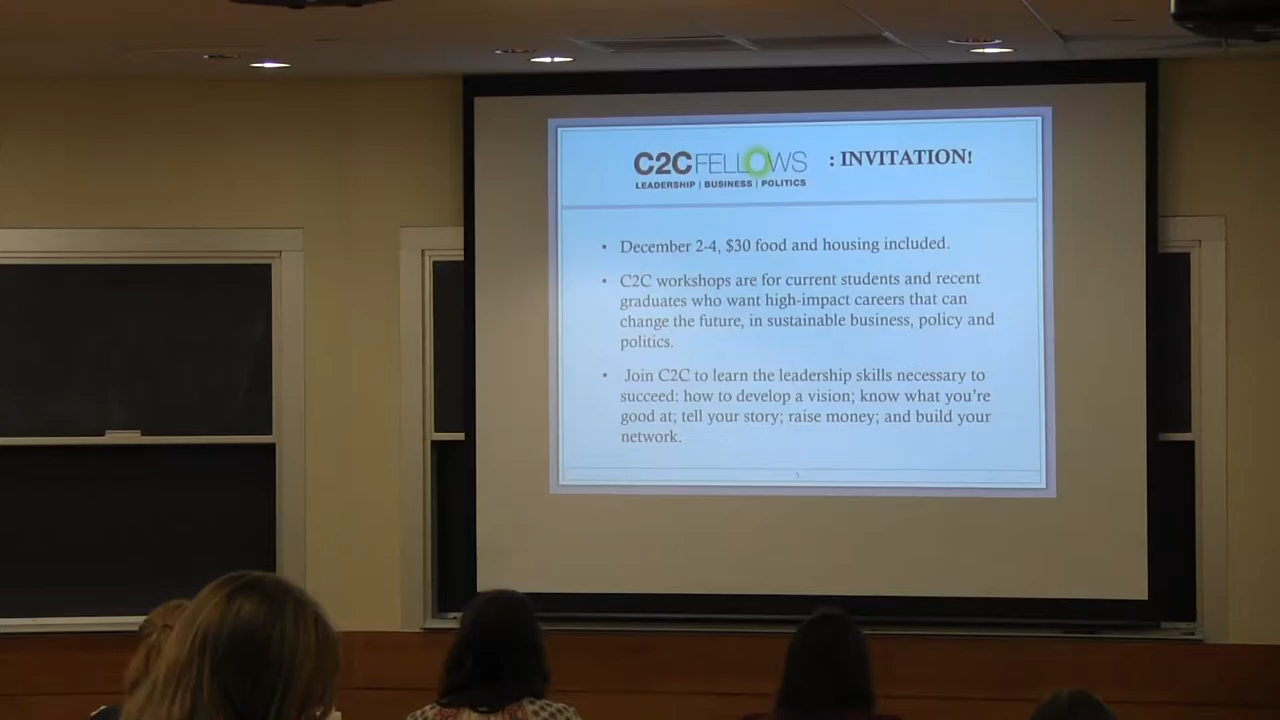 C2C FELLOWS : INVITATION!
LEADERSHIP | BUSINESS | POLITICS
• December 2-4, $30 food and housing included.
• C2C workshops are for current students and recent
graduates who want high-impact careers that can
change the future, in sustainable business, policy and
politics.
• Join C2C to learn the leadership skills necessary to
succeed: how to develop a vision; know what you're
good at; tell your story; raise money; and build your
network.